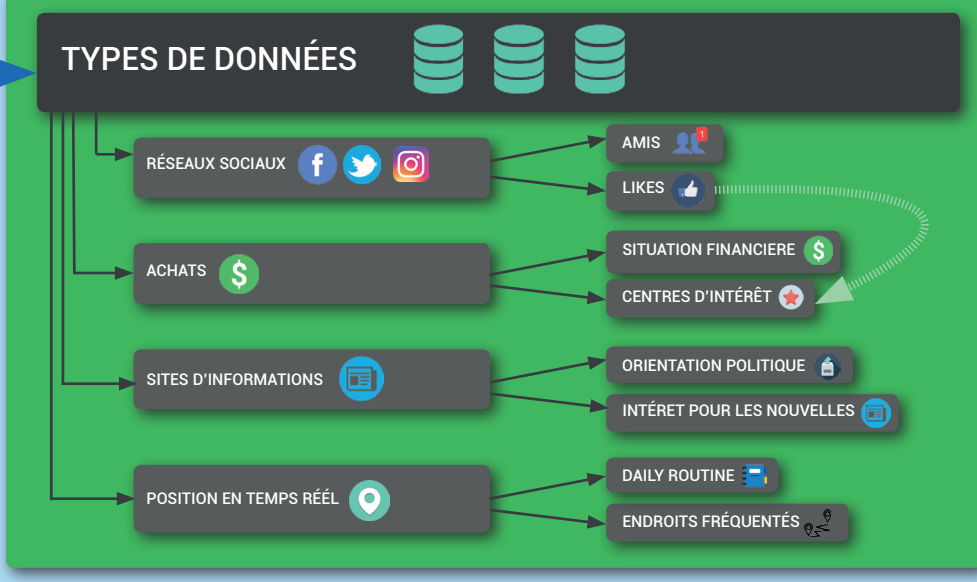 TYPES DE DONNÉES
RÉSEAUX SOCIAUX
AMIS
1
LIKES
ACHATS
SITUATION FINANCIERE
CENTRES D'INTÉRÊT
SITES D'INFORMATIONS
ORIENTATION POLITIQUE
INTÉRET POUR LES NOUVELLES
POSITION EN TEMPS RÉÉL
DAILY ROUTINE
ENDROITS FRÉQUENTÉS